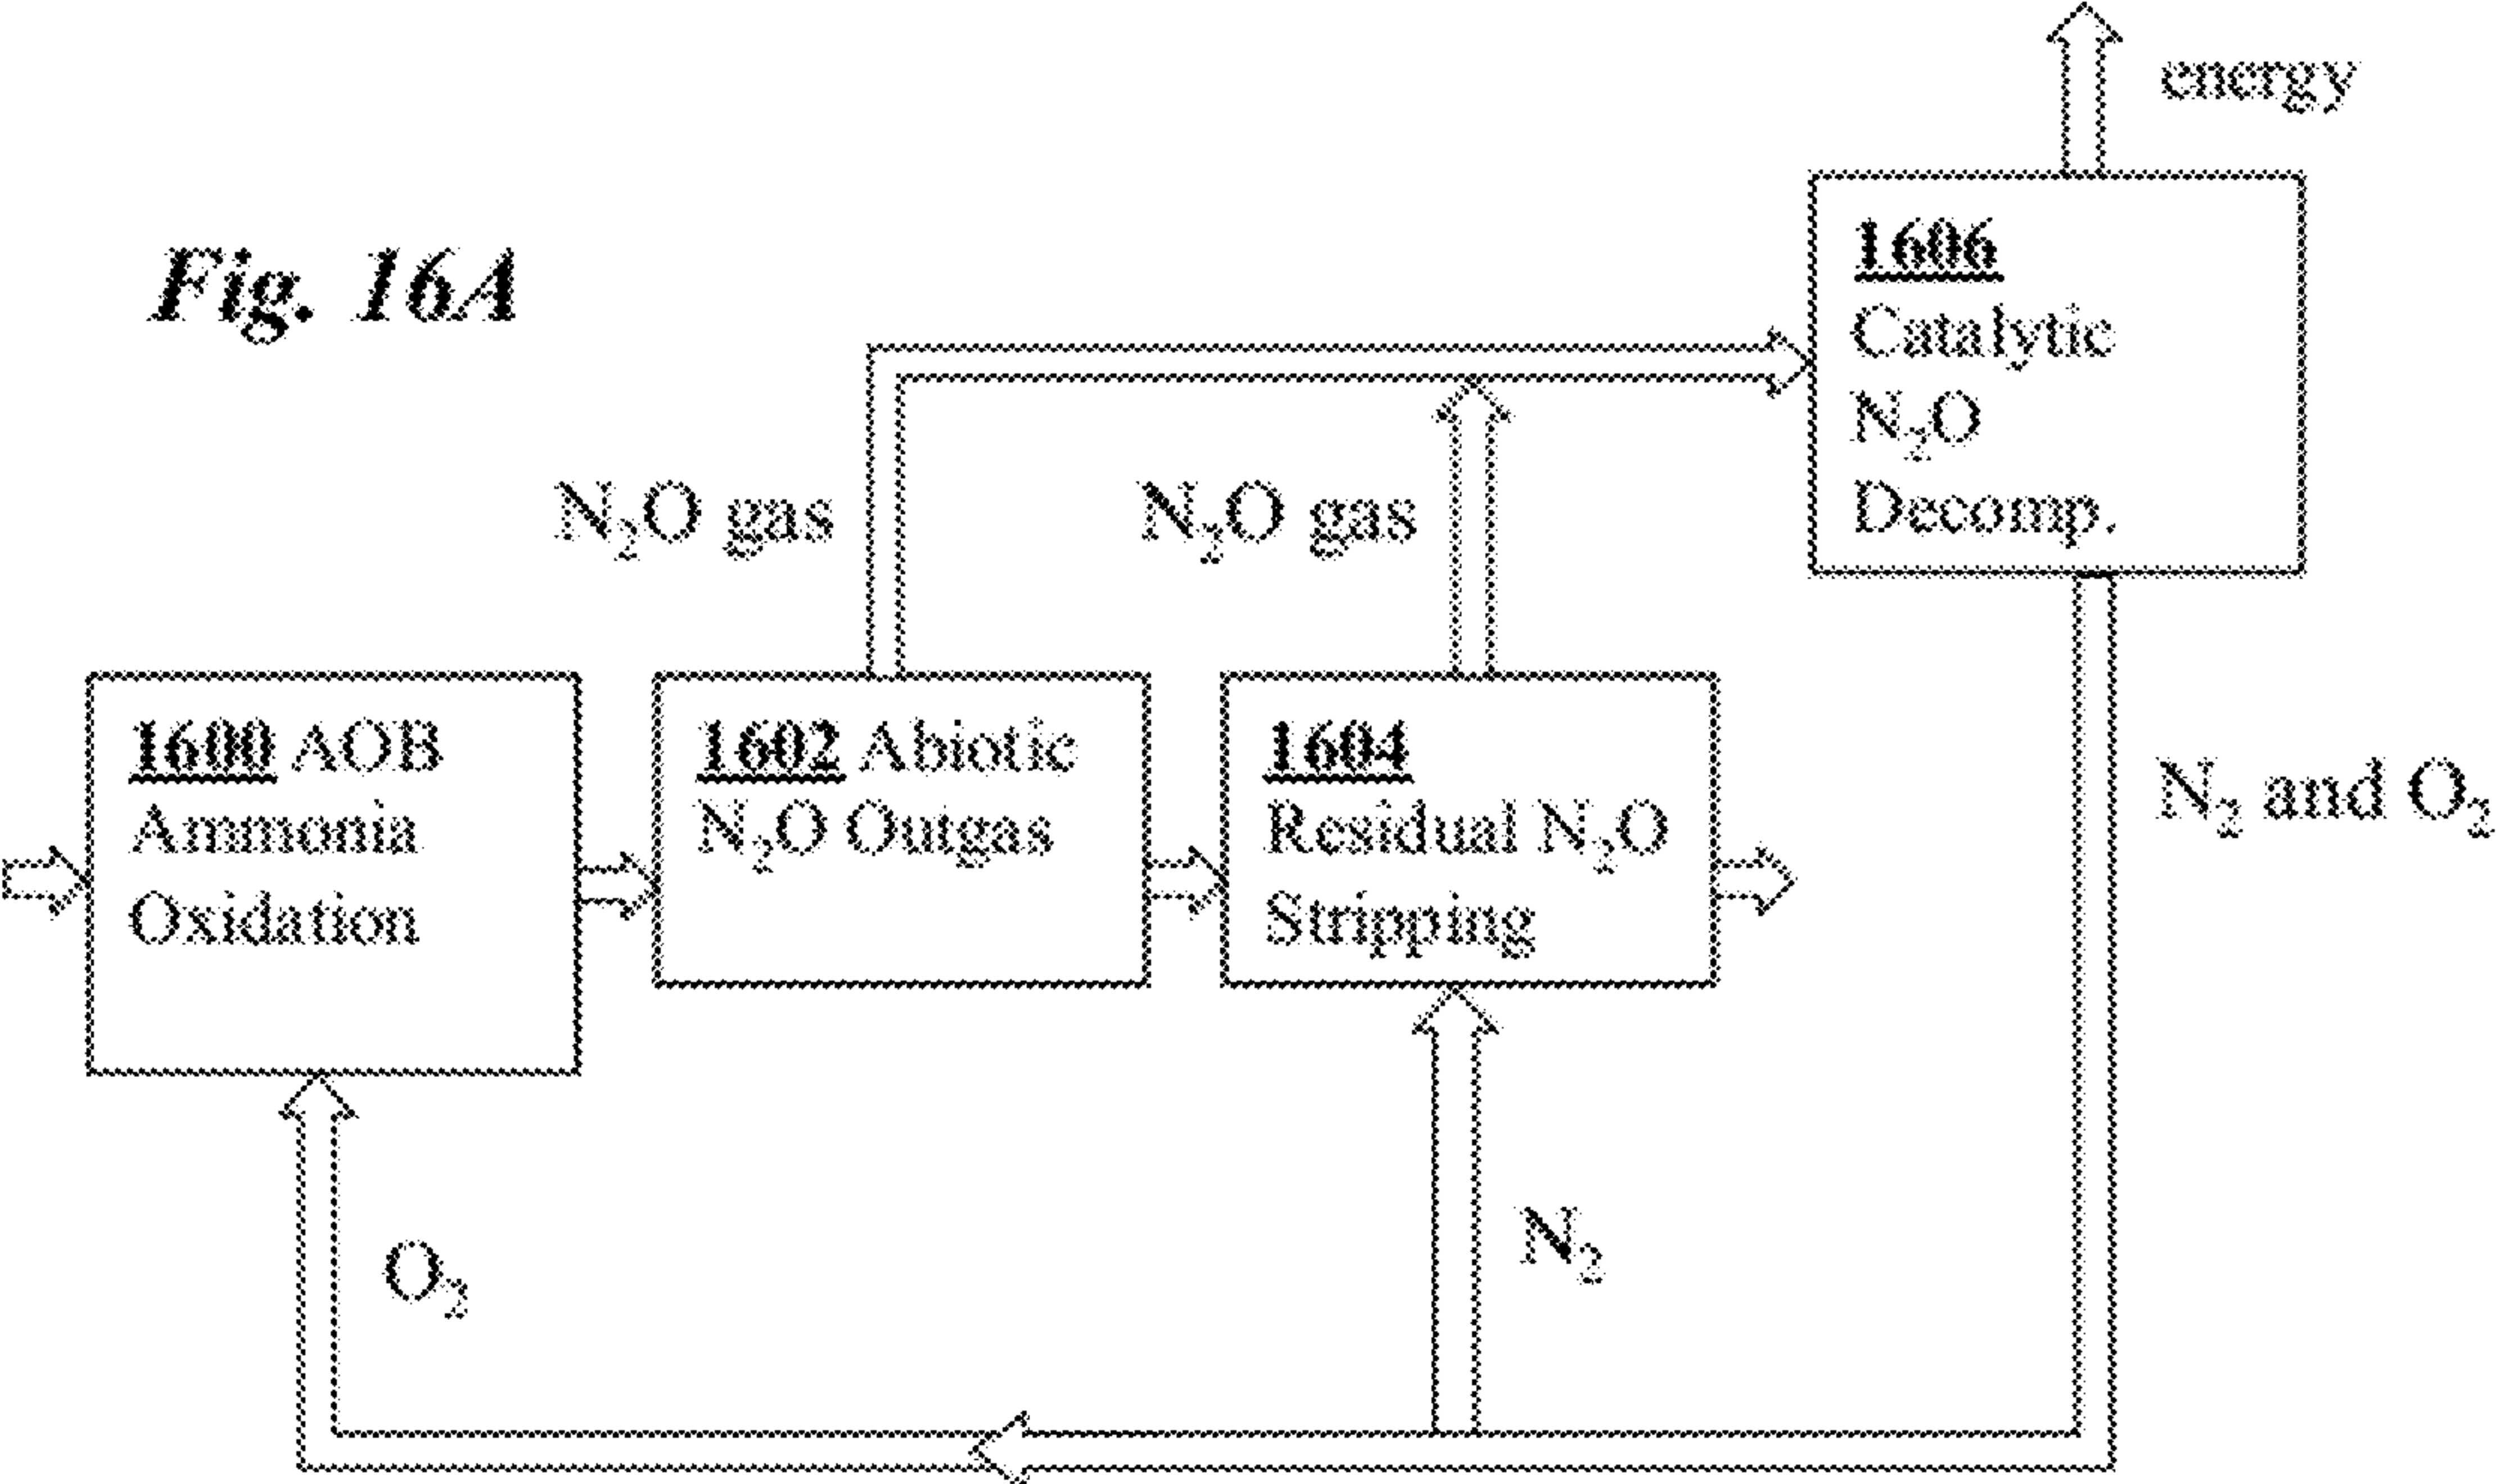 energy
Fig. 16A
1606
Catalytic
N₂O
Decomp.
N₂O gas
N₂O gas
1600 AOB
Ammonia
Oxidation
1602 Abiotic
N₂O Outgas
1604
Residual N₂O
Stripping
N₂ and O₂
O₂
N₂